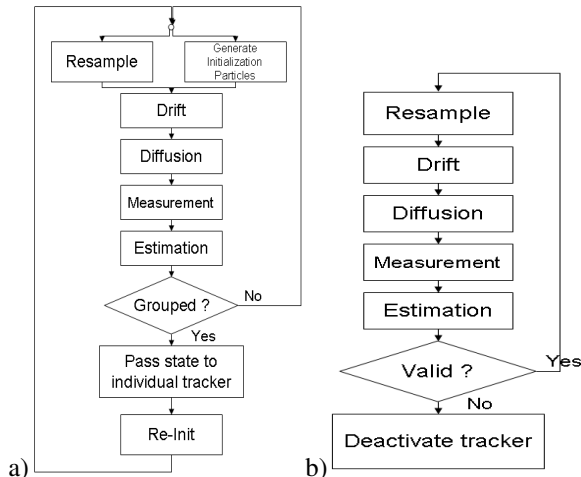 Resample
Generate
Initialization
Particles
Drift
Diffusion
Measurement
Estimation
Grouped ?
No
Yes
Pass state to
individual tracker
Re-Init
a)
Resample
Drift
Diffusion
Measurement
Estimation
Valid ?
Yes
No
Deactivate tracker
b)